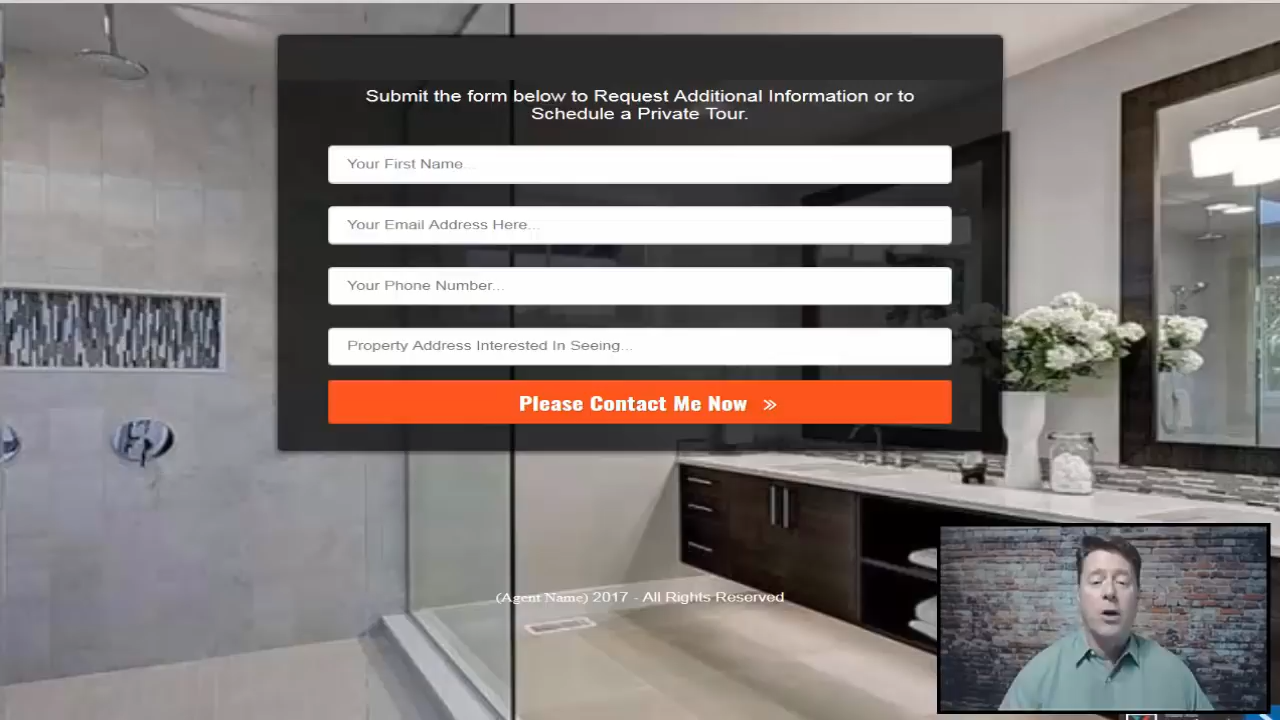 Submit the form below to Request Additional Information or to
Schedule a Private Tour.
Your First Name...
Your Email Address Here...
Your Phone Number...
Property Address Interested In Seeing...
Please Contact Me Now »
(Agent Name) 2017 - All Rights Reserved